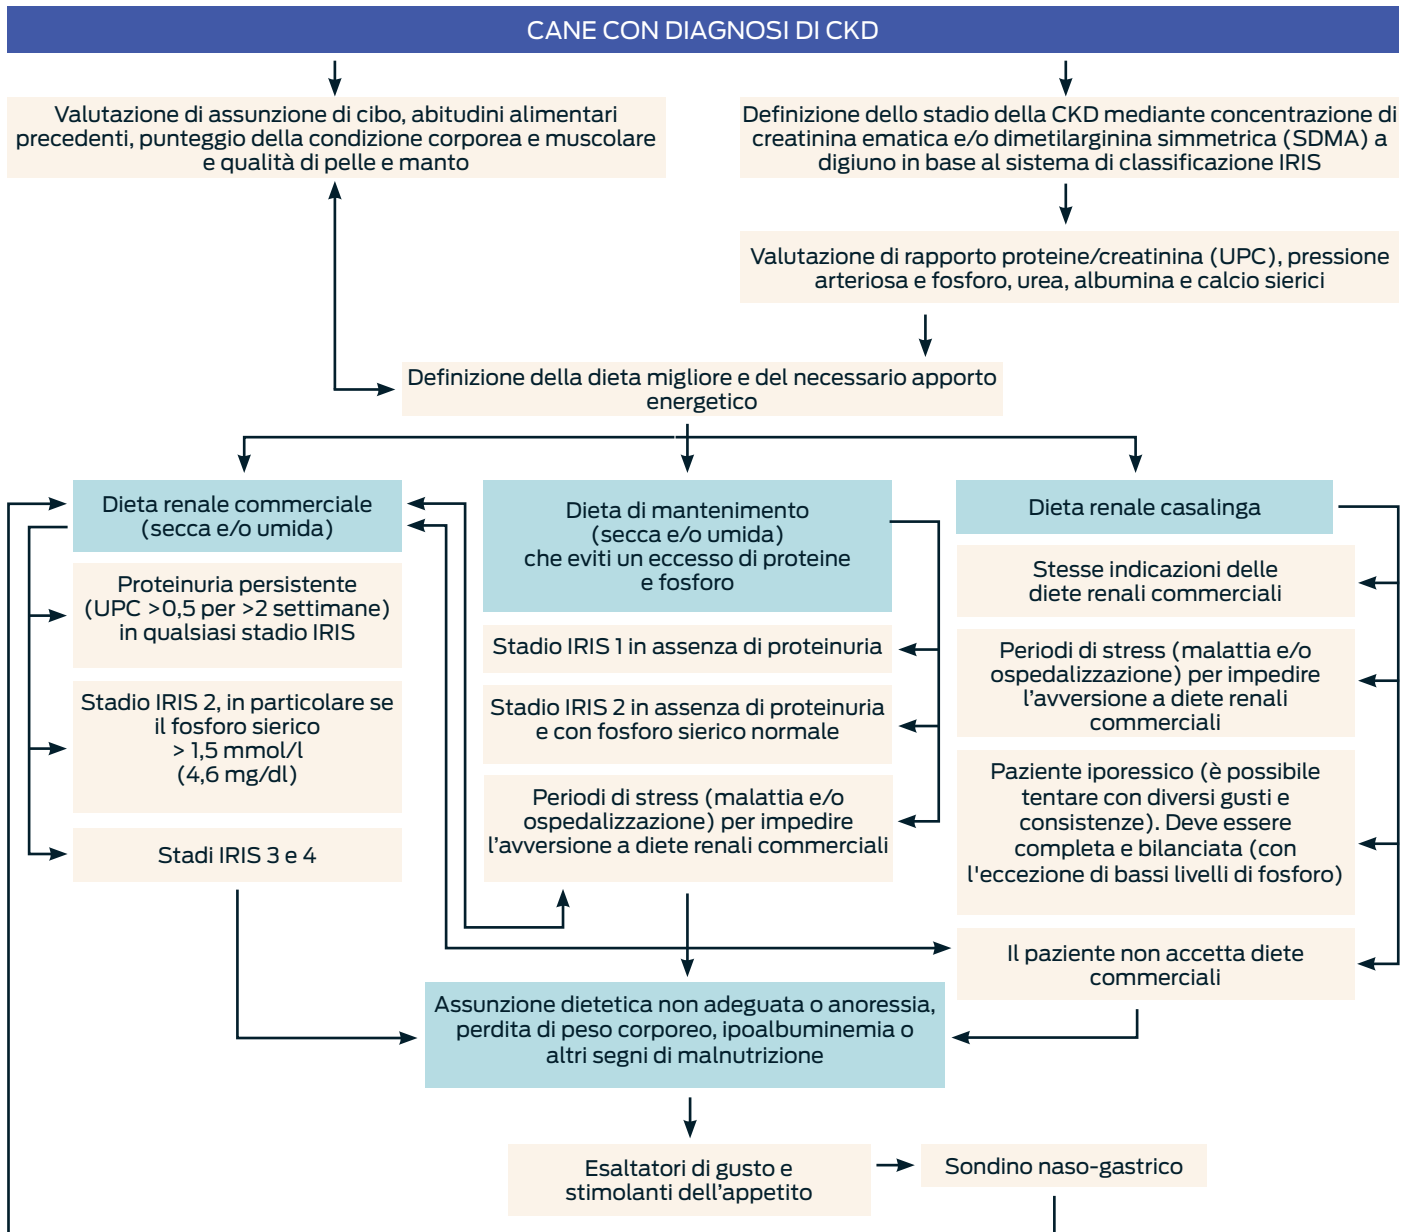 CANE CON DIAGNOSI DI CKD
Valutazione di assunzione di cibo, abitudini alimentari
precedenti, punteggio della condizione corporea e muscolare
e qualità di pelle e manto
Definizione dello stadio della CKD mediante concentrazione di
creatinina ematica e/o dimetilarginina simmetrica (SDMA) a
digiuno in base al sistema di classificazione IRIS
Valutazione di rapporto proteine/creatinina (UPC), pressione
arteriosa e fosforo, urea, albumina e calcio sierici
Definizione della dieta migliore e del necessario apporto
energetico
Dieta renale commerciale
(secca e/o umida)
Proteinuria persistente
(UPC >0,5 per >2 settimane)
in qualsiasi stadio IRIS
Stadio IRIS 2, in particolare se
il fosforo sierico
> 1,5 mmol/l
(4,6 mg/dl)
Stadi IRIS 3 e 4
Dieta di mantenimento
(secca e/o umida)
che eviti un eccesso di proteine
e fosforo
Stadio IRIS 1 in assenza di proteinuria
Stadio IRIS 2 in assenza di proteinuria
e con fosforo sierico normale
Periodi di stress (malattia e/o
ospedalizzazione) per impedire
l’avversione a diete renali commerciali
Dieta renale casalinga
Stesse indicazioni delle
diete renali commerciali
Periodi di stress (malattia e/o
ospedalizzazione) per impedire
l’avversione a diete renali
commerciali
Paziente iporessico (è possibile
tentare con diversi gusti e
consistenze). Deve essere
completa e bilanciata (con
l'eccezione di bassi livelli di fosforo)
Il paziente non accetta diete
commerciali
Assunzione dietetica non adeguata o anoressia,
perdita di peso corporeo, ipoalbuminemia o
altri segni di malnutrizione
Esaltatori di gusto e
stimolanti dell’appetito
Sondino naso-gastrico